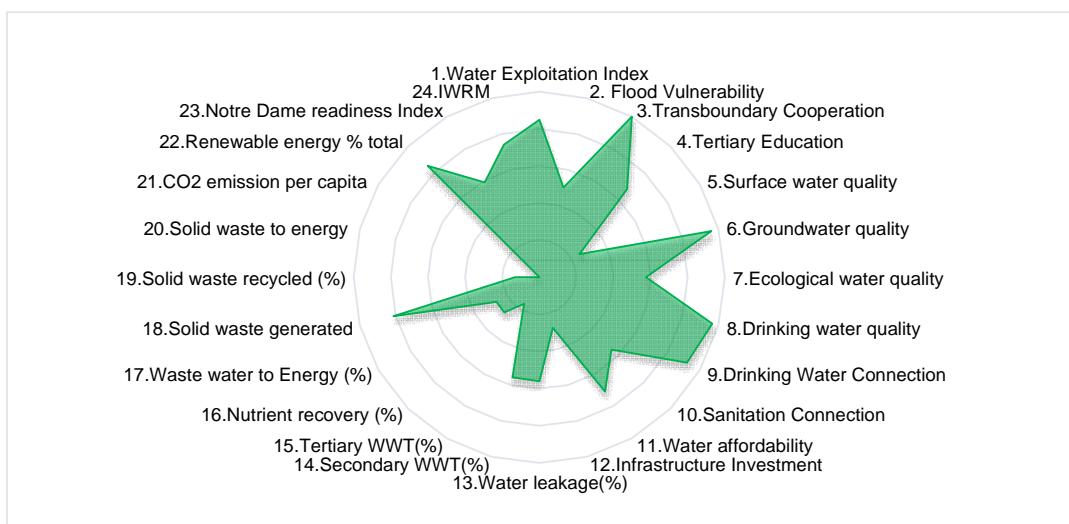 1.Water Exploitation Index
2. Flood Vulnerability
3.Transboundary Cooperation
4.Tertiary Education
5.Surface water quality
6.Groundwater quality
7.Ecological water quality
8.Drinking water quality
9.Drinking Water Connection
10.Sanitation Connection
11.Water affordability
12.Infrastructure Investment
13.Water leakage(%)
14.Secondary WWT(%)
15.Tertiary WWT(%)
16.Nutrient recovery (%)
17.Waste water to Energy (%)
18.Solid waste generated
19.Solid waste recycled (%)
20.Solid waste to energy
21.CO2 emission per capita
22.Renewable energy % total
23.Notre Dame readiness Index
24.IWRM